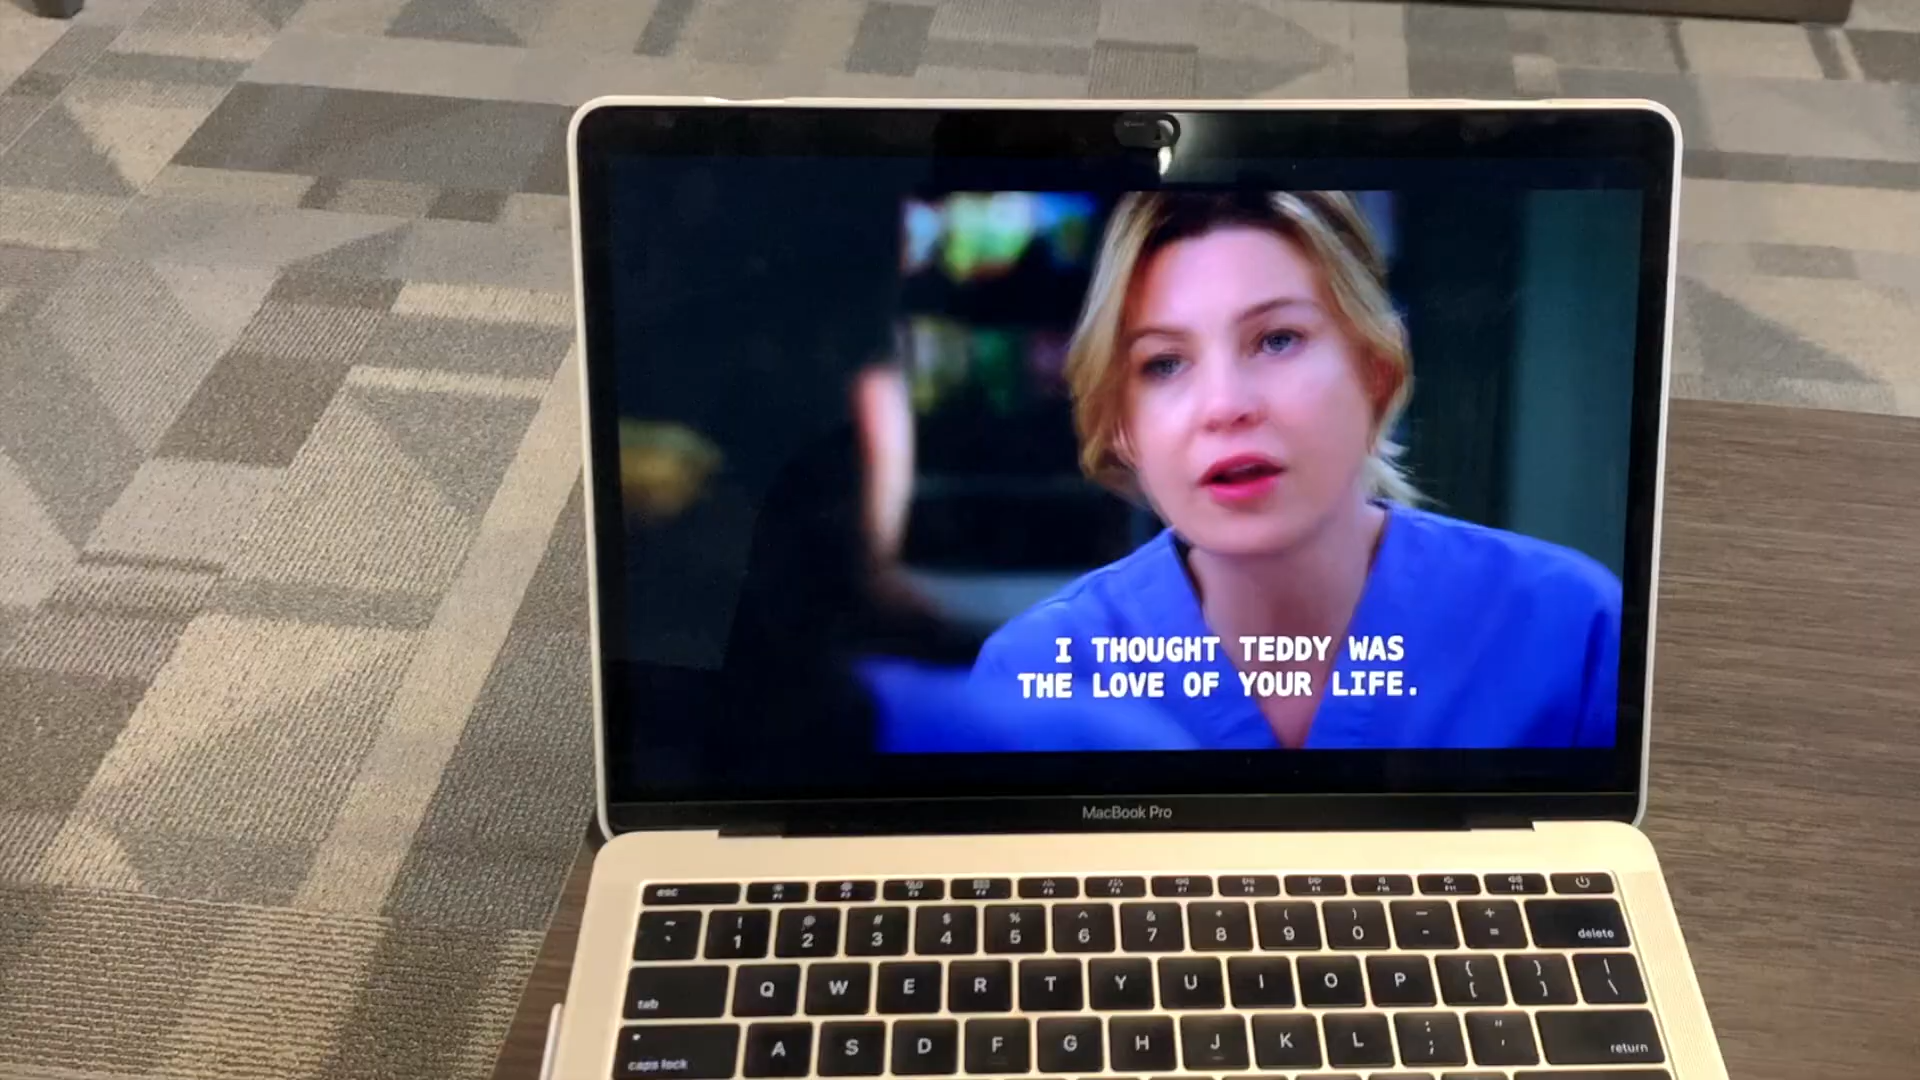 I THOUGHT TEDDY WAS
THE LOVE OF YOUR LIFE.
MacBook Pro
esc
~ ! @ # $ % ^ & * ( ) — +
` 1 2 3 4 5 6 7 8 9 0 - = delete
tab Q W E R T Y U I O P { [ } ] | \
caps lock A S D F G H J K L : ; " ' return